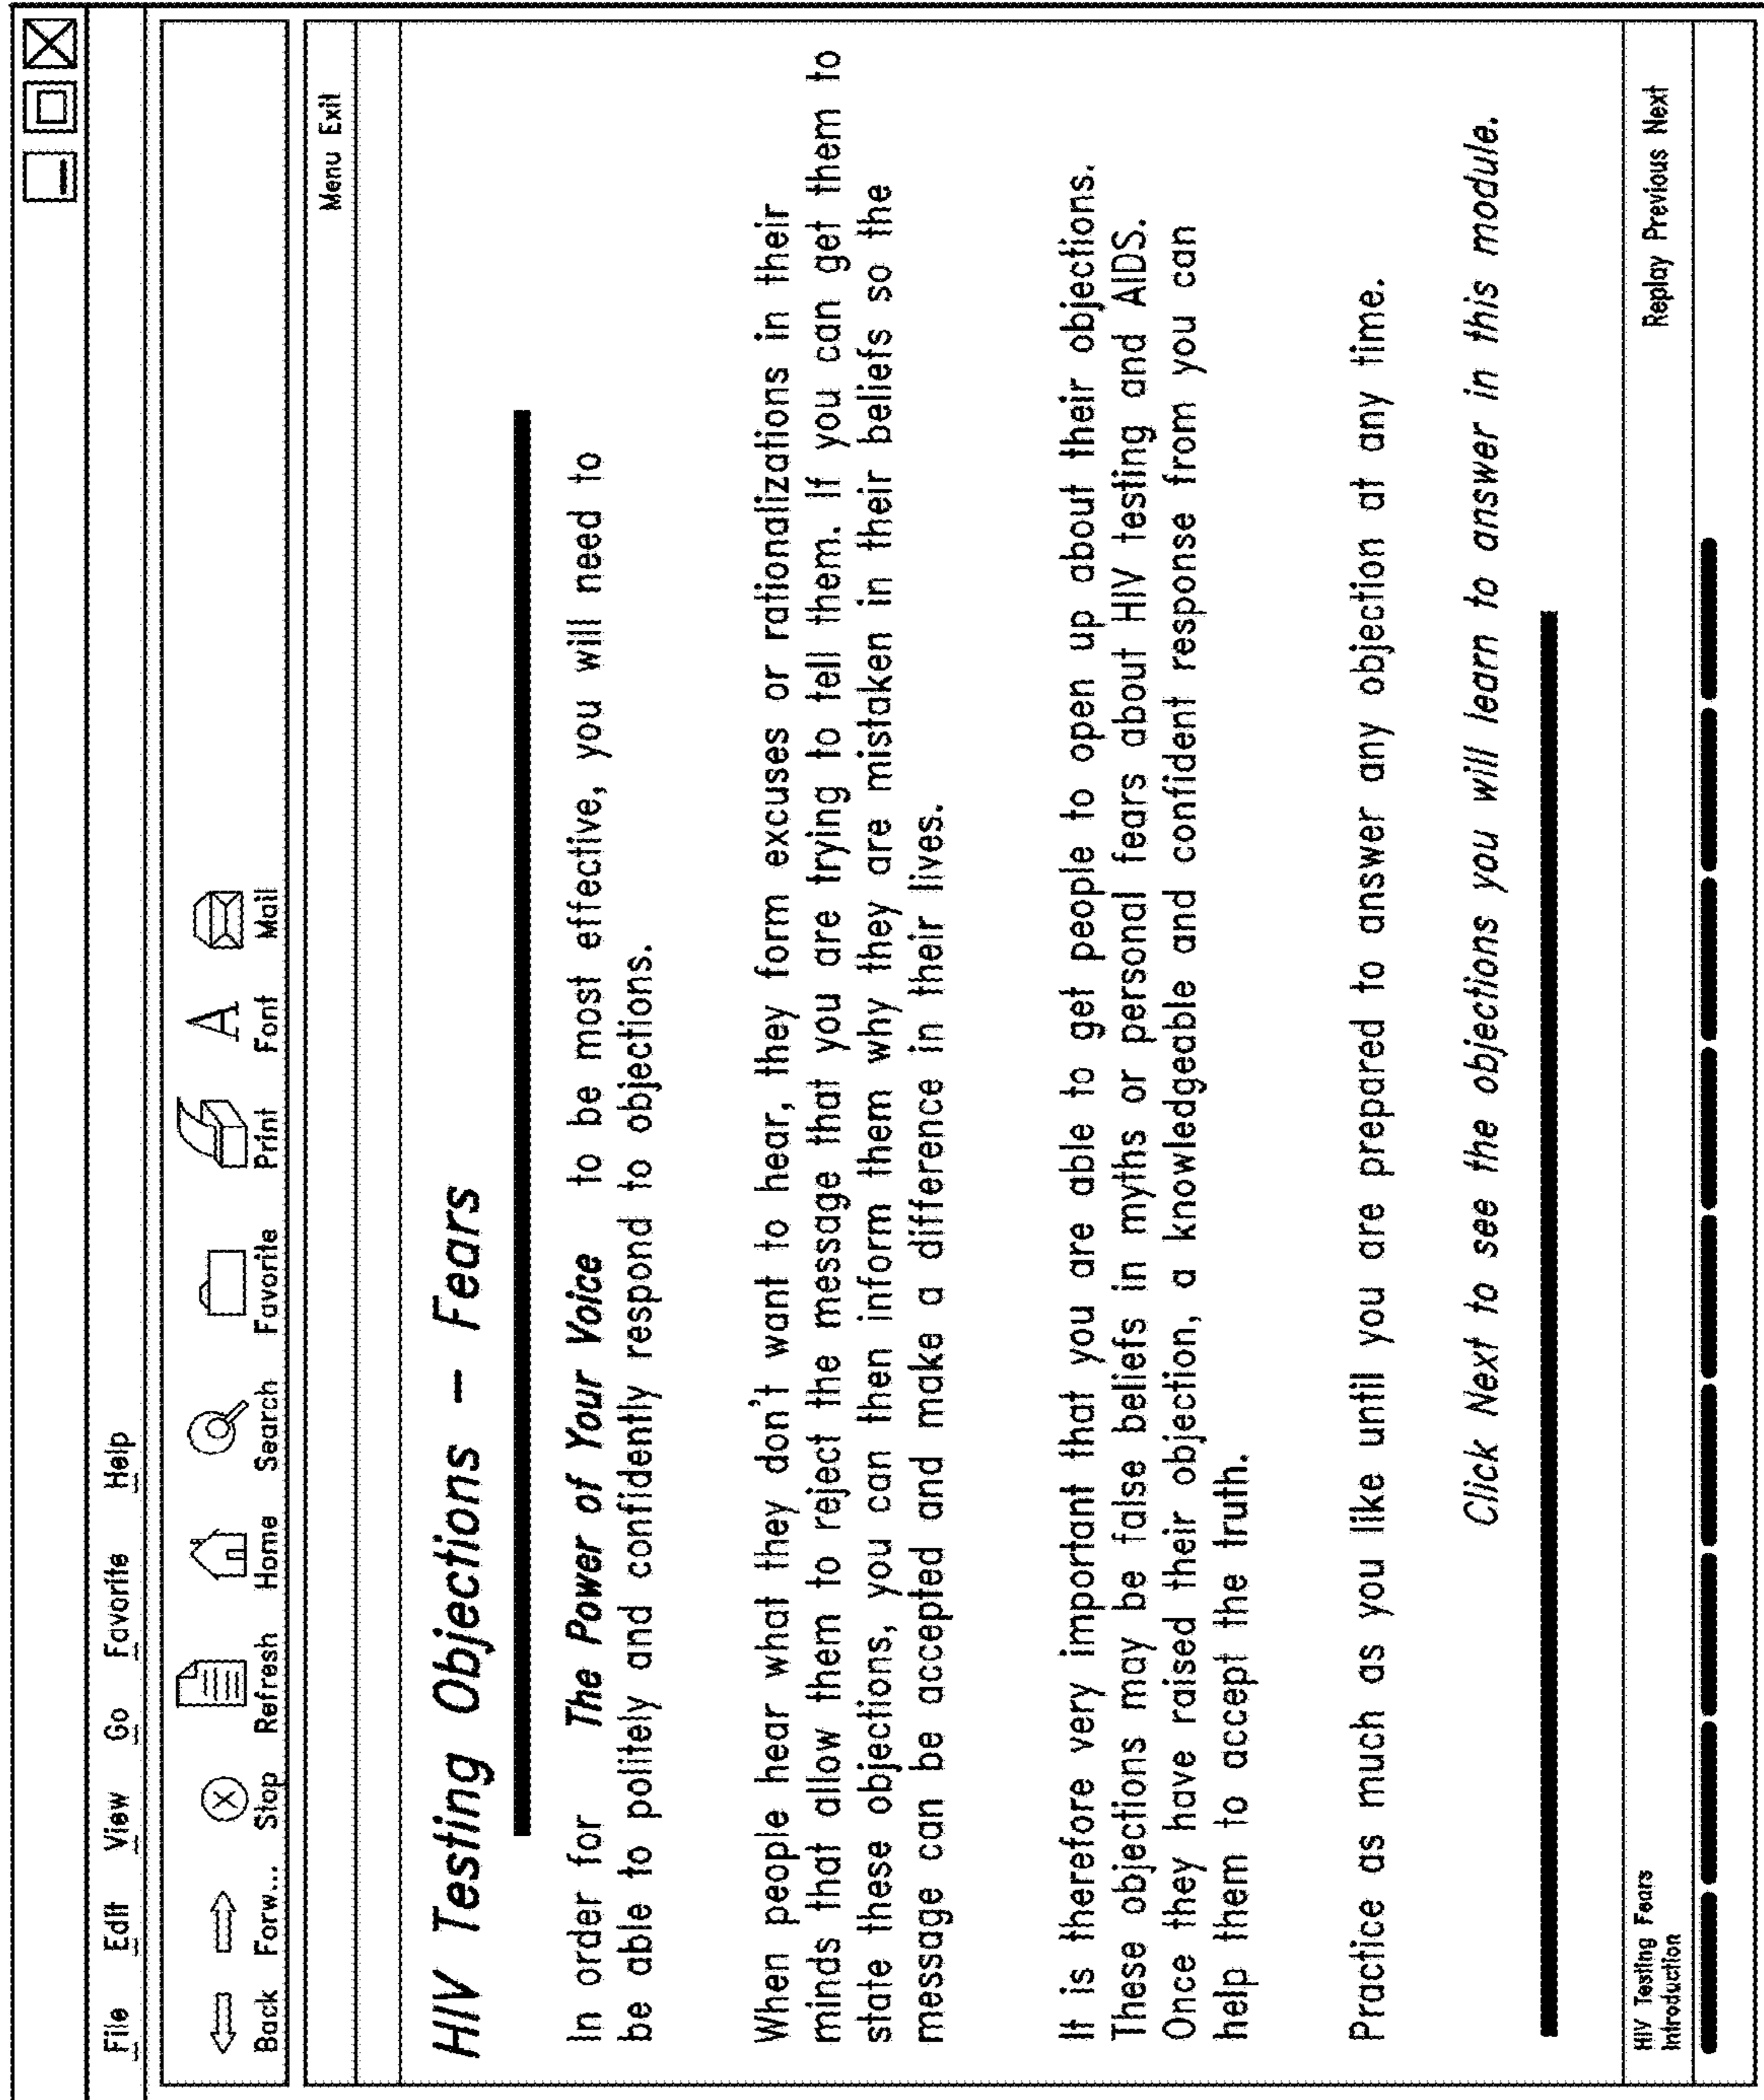 File Edit View Go Favorite Help
Back Forw... Stop Refresh Home Search Favorite Print Font Mail
Menu Exit
HIV Testing Objections – Fears
In order for The Power of Your Voice to be most effective, you will need to
be able to politely and confidently respond to objections.
When people hear what they don't want to hear, they form excuses or rationalizations in their
minds that allow them to reject the message that you are trying to tell them. If you can get them to
state these objections, you can then inform them why they are mistaken in their beliefs so the
message can be accepted and make a difference in their lives.
It is therefore very important that you are able to get people to open up about their objections.
These objections may be false beliefs in myths or personal fears about HIV testing and AIDS.
Once they have raised their objection, a knowledgeable and confident response from you can
help them to accept the truth.
Practice as much as you like until you are prepared to answer any objection at any time.
Click Next to see the objections you will learn to answer in this module.
HIV Testing Fears
Introduction
Replay Previous Next